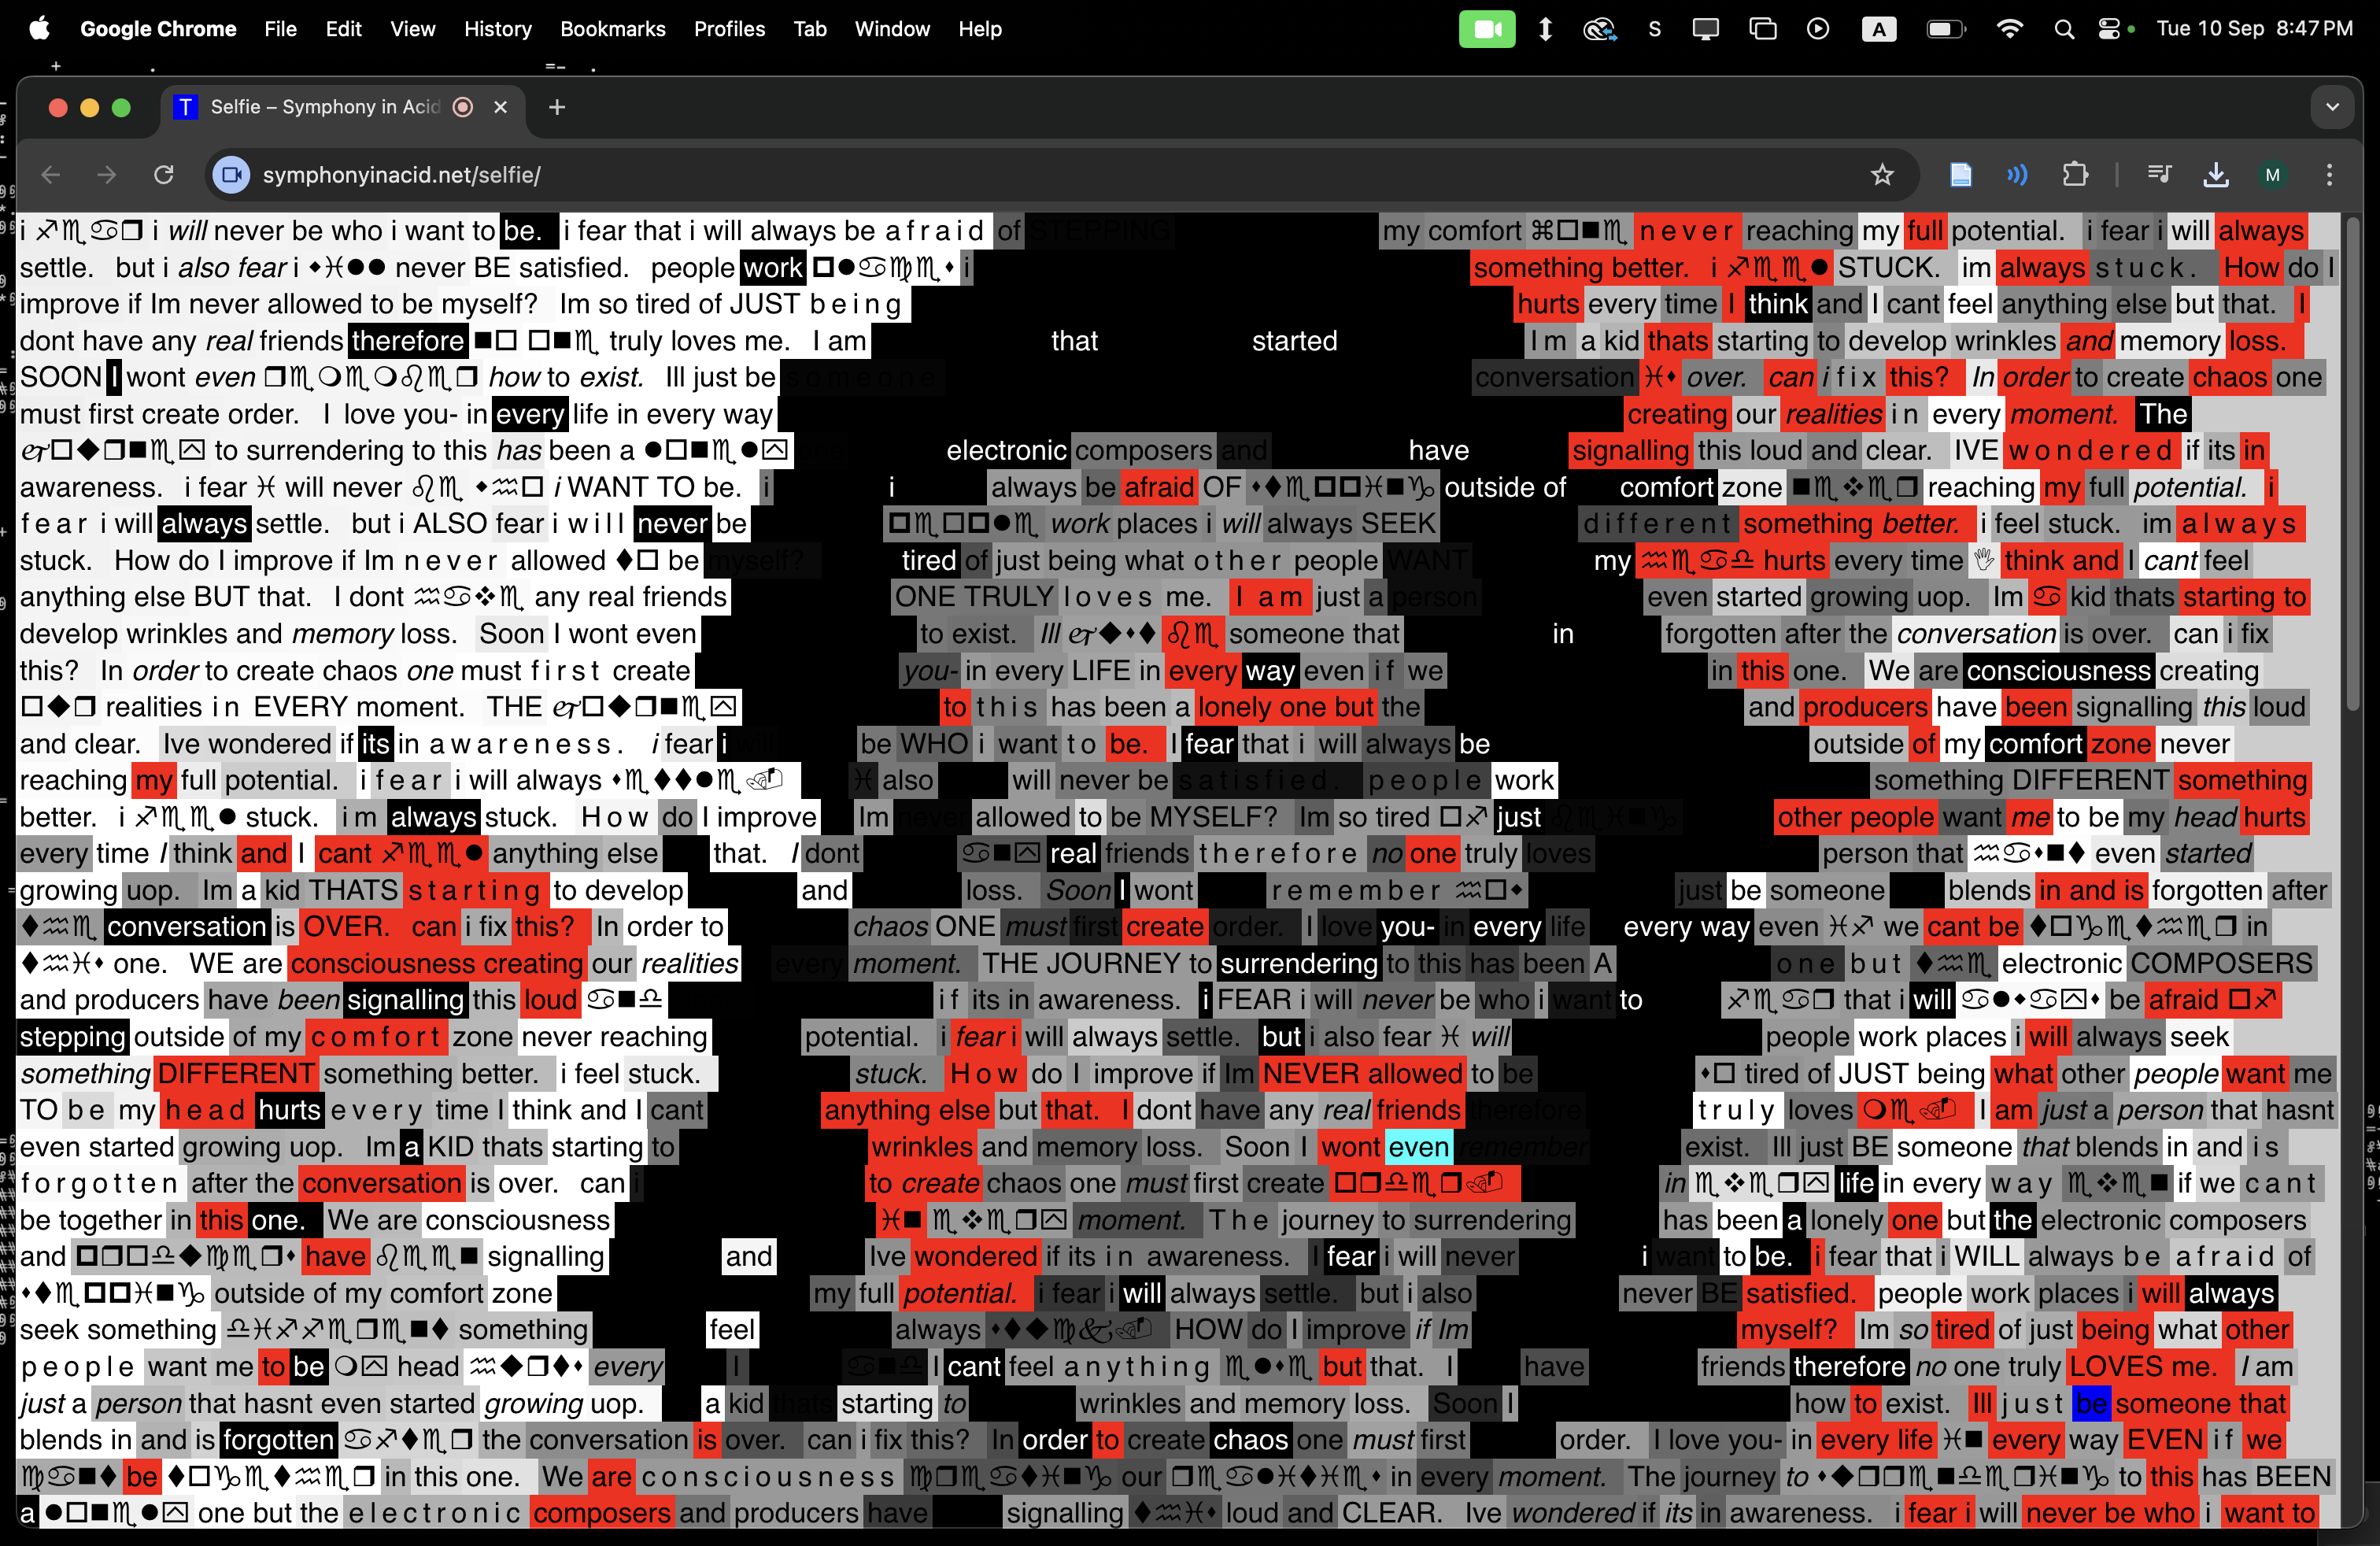 Google Chrome File Edit View History Bookmarks Profiles Tab Window Help S A Tue 10 Sep 8:47 PM
T Selfie – Symphony in Acid
symphonyinacid.net/selfie/ M
i i will never be who i want to be. i fear that i will always be afraid of STEPPING my comfort never reaching my full potential. i fear i will always
settle. but i also fear i never BE satisfied. people work i something better. i STUCK. im always stuck. How do I
improve if Im never allowed to be myself? Im so tired of JUST being hurts every time I think and I cant feel anything else but that. I
dont have any real friends therefore truly loves me. I am that started Im a kid thats starting to develop wrinkles and memory loss.
SOON I wont even how to exist. Ill just be someone conversation over. can i fix this? In order to create chaos one
must first create order. I love you- in every life in every way creating our realities in every moment. The
to surrendering to this has been a one electronic composers and have signalling this loud and clear. IVE wondered if its in
awareness. i fear will never i WANT TO be. i i always be afraid OF outside of comfort zone reaching my full potential. i
fear i will always settle. but i ALSO fear i will never be work places i will always SEEK different something better. i feel stuck. im always
stuck. How do I improve if Im never allowed be myself? tired of just being what other people WANT my hurts every time think and I cant feel
anything else BUT that. I dont any real friends ONE TRULY loves me. I am just a person even started growing uop. Im kid thats starting to
develop wrinkles and memory loss. Soon I wont even to exist. Ill someone that in forgotten after the conversation is over. can i fix
this? In order to create chaos one must first create you- in every LIFE in every way even if we in this one. We are consciousness creating
realities in EVERY moment. THE to this has been a lonely one but the and producers have been signalling this loud
and clear. Ive wondered if its in awareness. i fear i will be WHO i want to be. I fear that i will always be outside of my comfort zone never
reaching my full potential. i fear i will always also will never be satisfied. people work something DIFFERENT something
better. i stuck. im always stuck. How do I improve Im never allowed to be MYSELF? Im so tired just other people want me to be my head hurts
every time I think and I cant anything else that. I dont real friends therefore no one truly loves person that even started
growing uop. Im a kid THATS starting to develop and loss. Soon I wont remember just be someone blends in and is forgotten after
conversation is OVER. can i fix this? In order to chaos ONE must first create order. I love you- in every life every way even we cant be in
one. WE are consciousness creating our realities every moment. THE JOURNEY to surrendering to this has been A one but electronic COMPOSERS
and producers have been signalling this loud if its in awareness. i FEAR i will never be who i want to that i will be afraid
stepping outside of my comfort zone never reaching potential. i fear i will always settle. but i also fear will people work places i will always seek
something DIFFERENT something better. i feel stuck. stuck. How do I improve if Im NEVER allowed to be tired of JUST being what other people want me
TO be my head hurts every time I think and I cant anything else but that. I dont have any real friends therefore truly loves I am just a person that hasnt
even started growing uop. Im a KID thats starting to wrinkles and memory loss. Soon I wont even remember exist. Ill just BE someone that blends in and is
forgotten after the conversation is over. can i to create chaos one must first create in life in every way if we cant
be together in this one. We are consciousness moment. The journey to surrendering has been a lonely one but the electronic composers
and have signalling and Ive wondered if its in awareness. I fear i will never i want to be. i fear that i WILL always be afraid of
outside of my comfort zone my full potential. i fear i will always settle. but i also never BE satisfied. people work places i will always
seek something something feel always HOW do I improve if Im myself? Im so tired of just being what other
people want me to be head every I I cant feel anything but that. I have friends therefore no one truly LOVES me. I am
just a person that hasnt even started growing uop. a kid thats starting to wrinkles and memory loss. Soon I how to exist. Ill just be someone that
blends in and is forgotten the conversation is over. can i fix this? In order to create chaos one must first order. I love you- in every life every way EVEN if we
be in this one. We are consciousness our in every moment. The journey to to this has BEEN
a one but the electronic composers and producers have signalling loud and CLEAR. Ive wondered if its in awareness. i fear i will never be who i want to